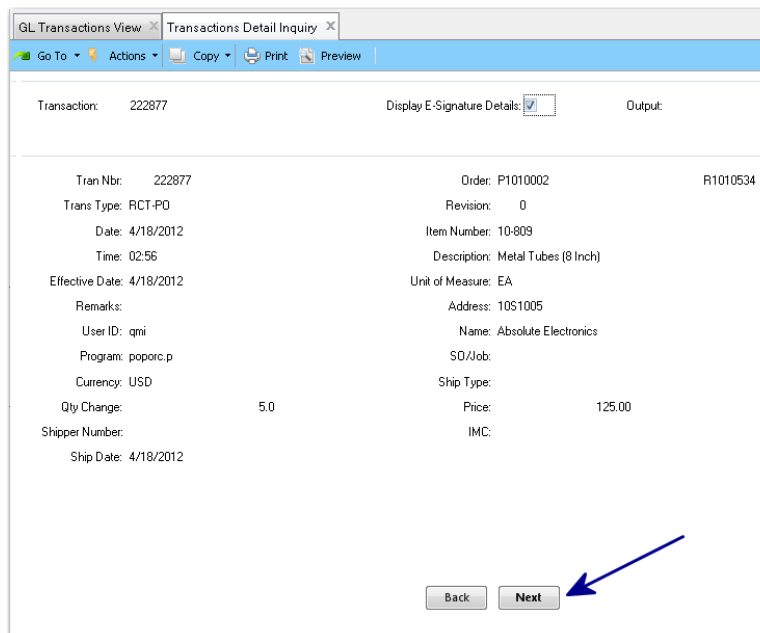 GL Transactions View Transactions Detail Inquiry
Go To Actions Copy Print Preview
Transaction: 222877 Display E-Signature Details: Output:
Tran Nbr: 222877 Order: P1010002 R1010534
Trans Type: RCT-PO Revision: 0
Date: 4/18/2012 Item Number: 10-809
Time: 02:56 Description: Metal Tubes (8 Inch)
Effective Date: 4/18/2012 Unit of Measure: EA
Remarks: Address: 10S1005
User ID: qmi Name: Absolute Electronics
Program: poporc.p SO/Job:
Currency: USD Ship Type:
Qty Change: 5.0 Price: 125.00
Shipper Number: IMC:
Ship Date: 4/18/2012
Back Next